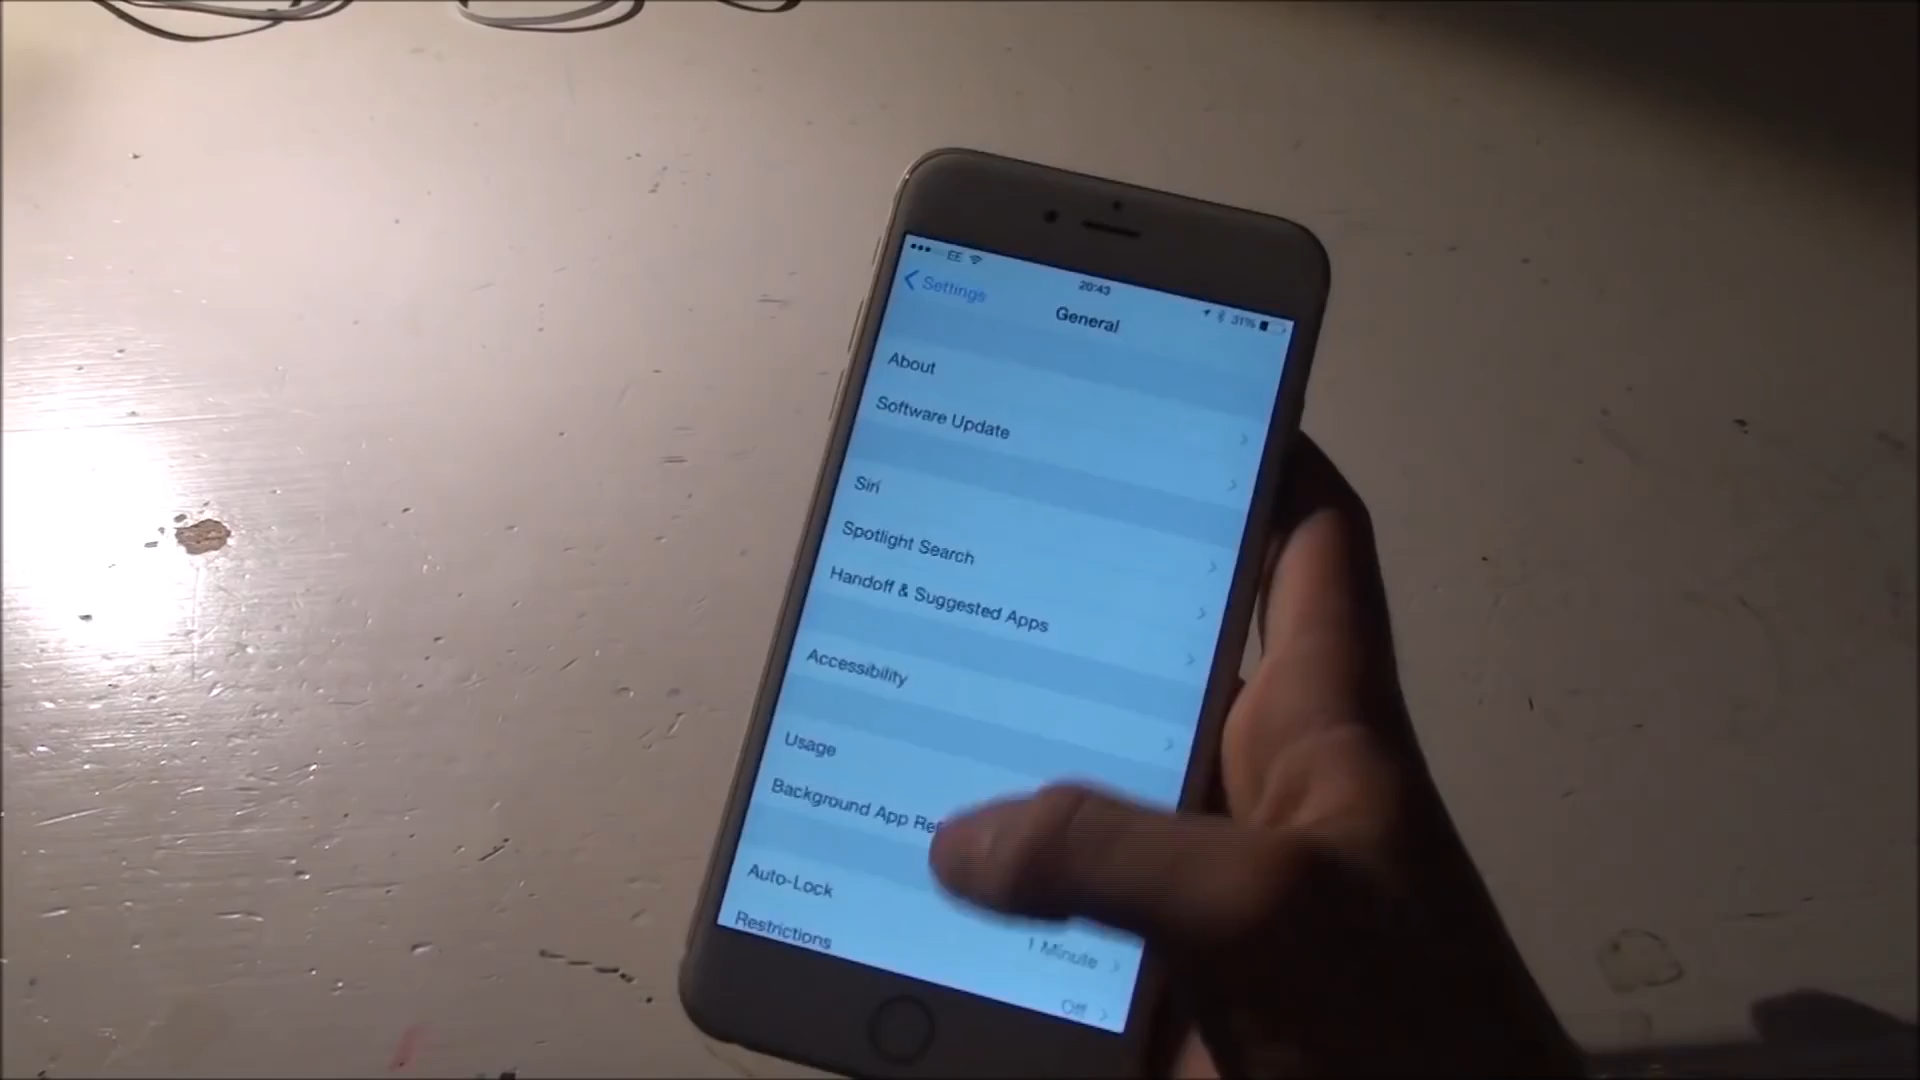 EE
20:43
31%
Settings
General
About
Software Update
Siri
Spotlight Search
Handoff & Suggested Apps
Accessibility
Usage
Background App
Auto-Lock
1 Minute
Restrictions
Off